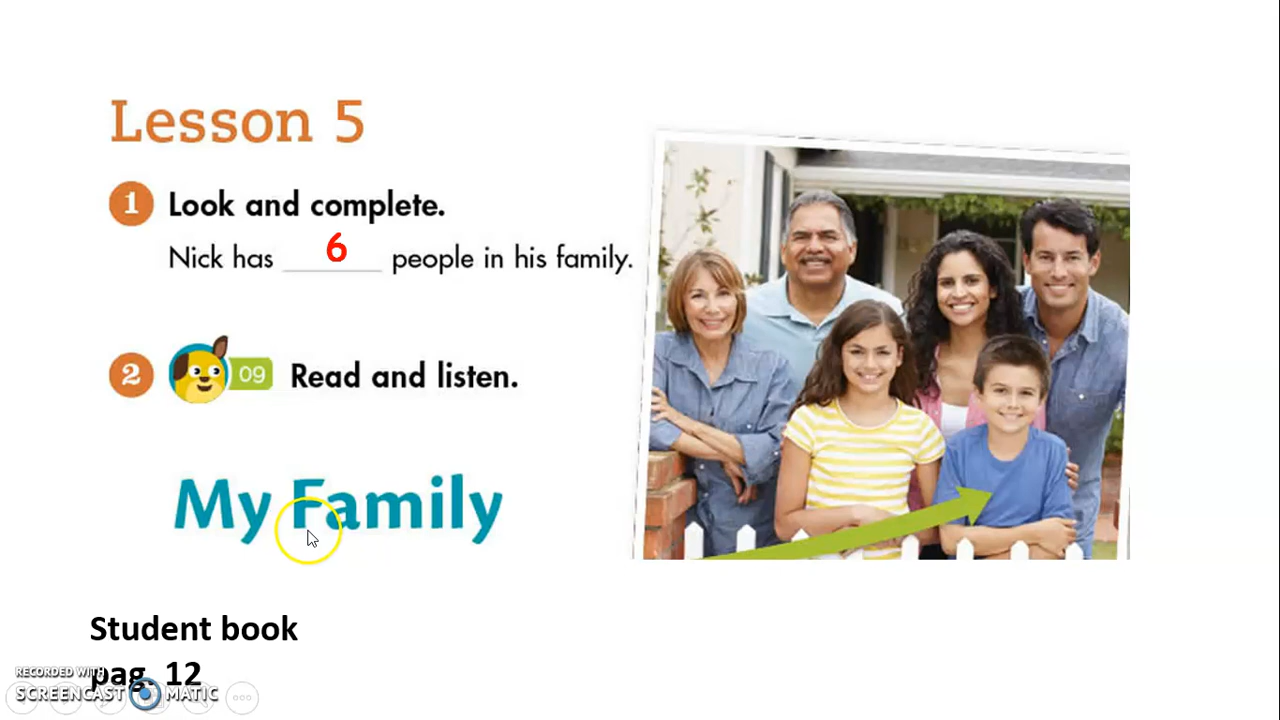 Lesson 5
1 Look and complete.
Nick has 6 people in his family.
2 09 Read and listen.
My Family
Student book
pag. 12
RECORDED WITH
SCREENCAST MATIC